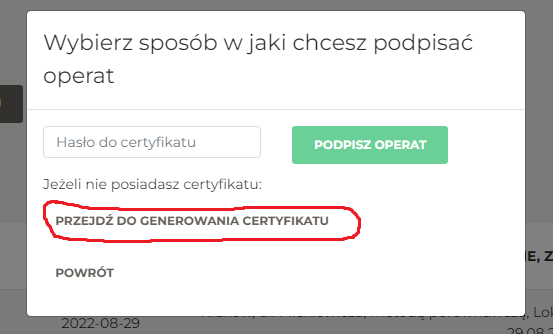 Wybierz sposób w jaki chcesz podpisać
operat
Hasło do certyfikatu
PODPISZ OPERAT
Jeżeli nie posiadasz certyfikatu:
PRZEJDŹ DO GENEROWANIA CERTYFIKATU
POWRÓT
IE, Z
2022-08-29
29.08.2